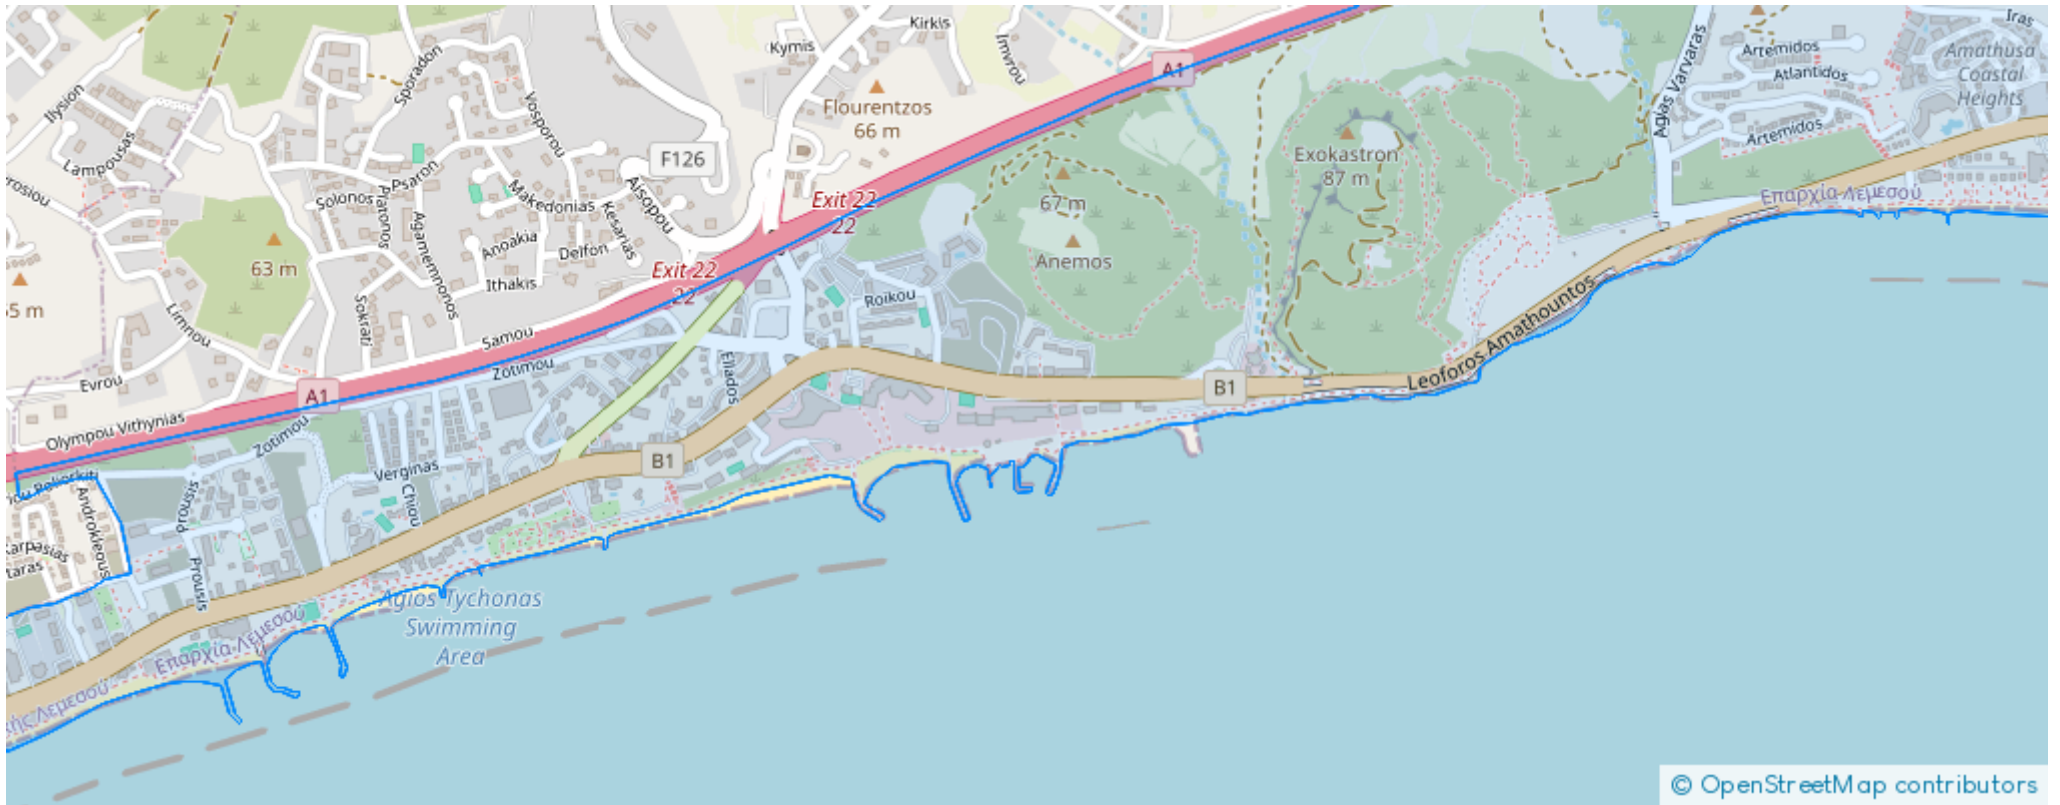 Kirkis
Kymis
Imvrou
A1
Iras
Artemidos
Amathusa
Coastal
Heights
Atlantidos
Agias Varvaras
Artemidos
Ilysion
Sporadon
Vosporou
Flourentzos
66 m
Lampousas
F126
Exokastron
87 m
Psaron
Solonos
Platonos
Makedonias
Aisopou
Kesarias
Agamemnonos
Exit 22
22
67 m
Επαρχία Λεμεσού
Anemos
Delfon
63 m
Exit 22
22
Ithakis
Roikou
Sokrati
Limnou
Samou
Zotimou
Eliados
Leoforos Amathountos
Evrou
A1
B1
Olympou Vithynias
Zotimou
Verginas
Chiou
B1
Prousis
Androkleous
Karpasias
Prousis
Agios Tychonas
Swimming
Area
Επαρχία Λεμεσού
© OpenStreetMap contributors